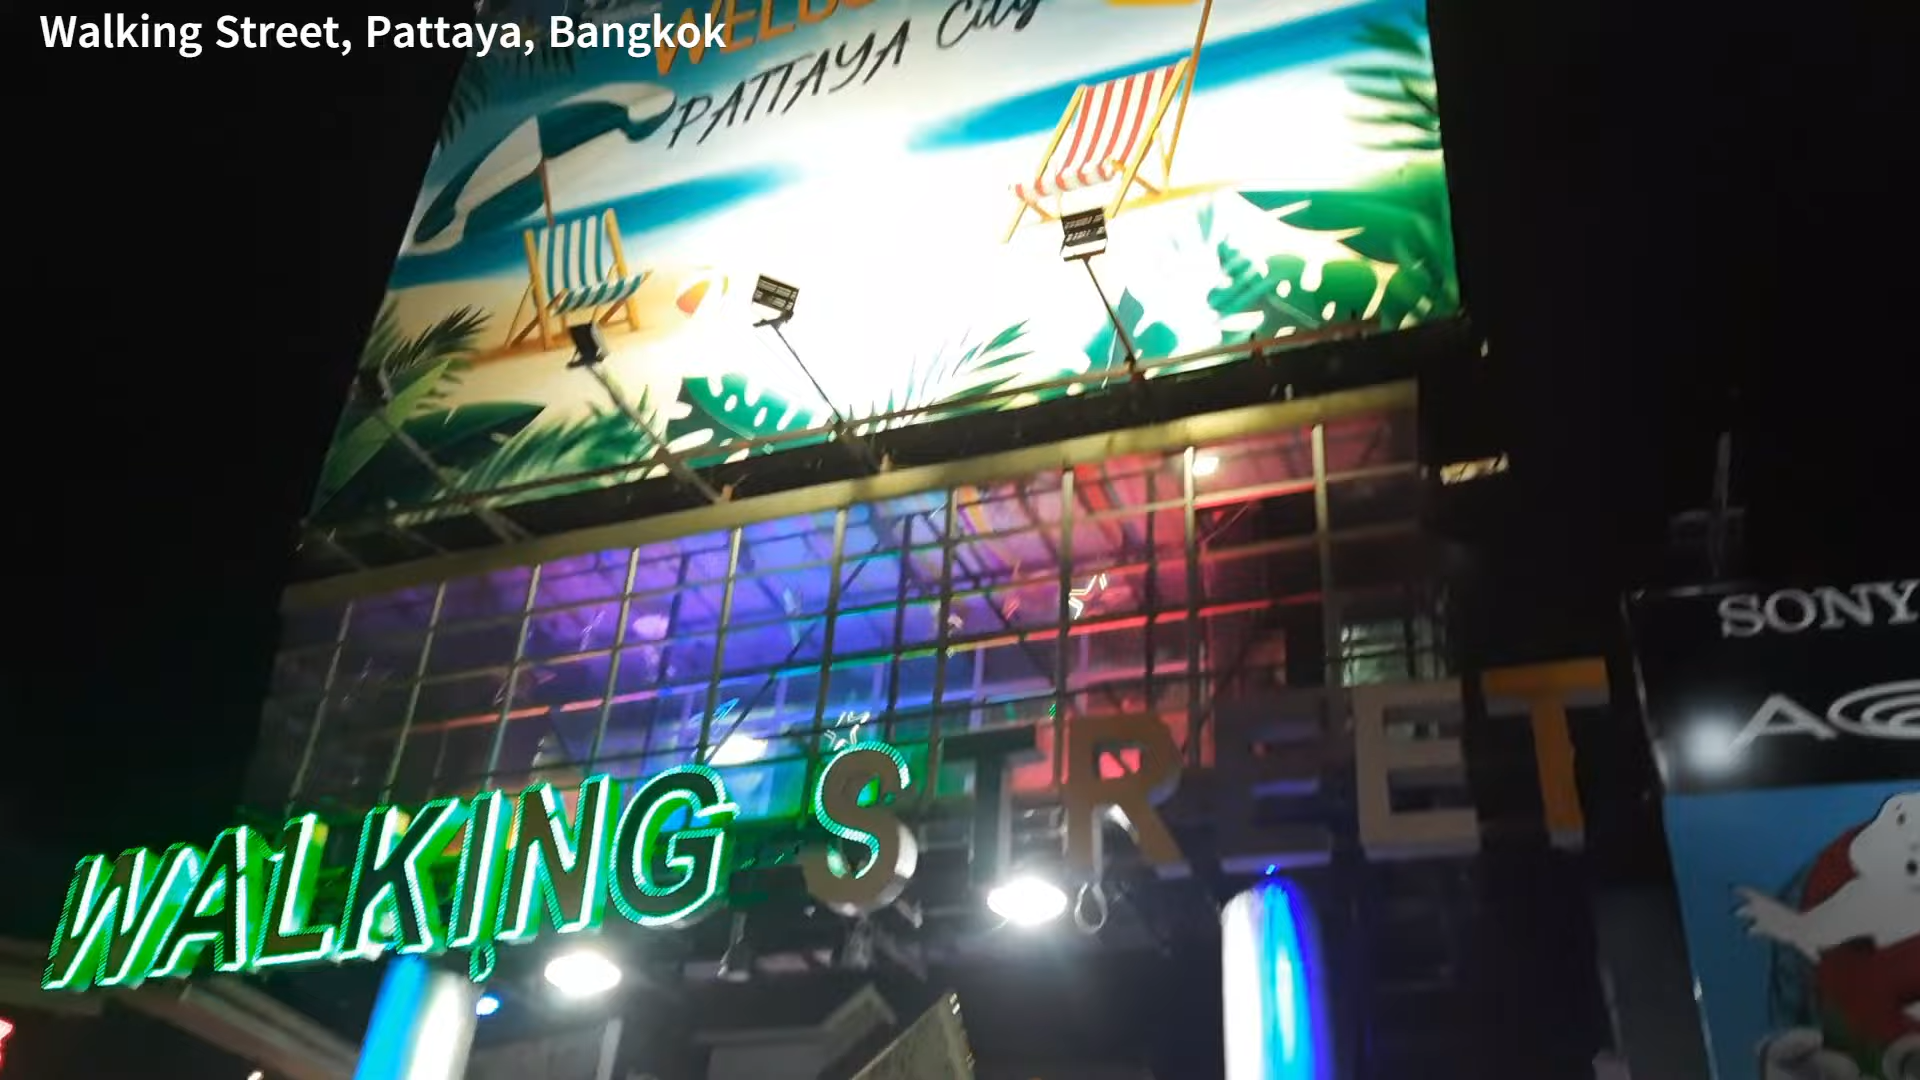 Walking Street, Pattaya, Bangkok
PATTAYA City
WALKING STREET
SONY